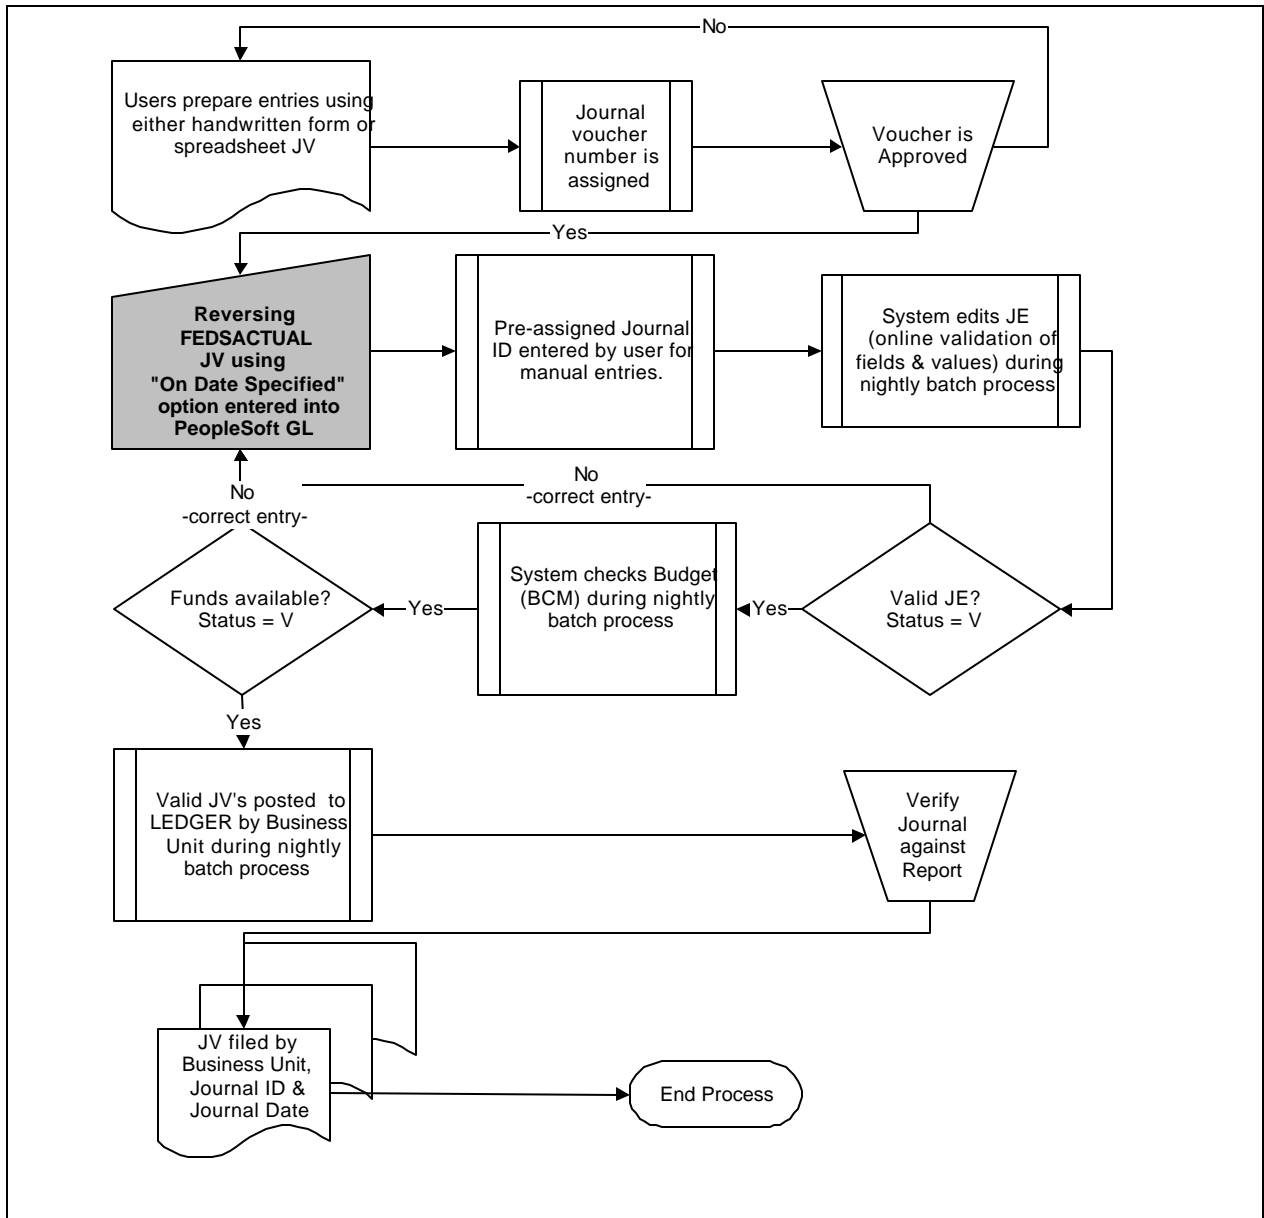 No
Users prepare entries using
either handwritten form or
spreadsheet JV
Journal
voucher
number is
assigned
Voucher is
Approved
Yes
Reversing
FEDSACTUAL
JV using
"On Date Specified"
option entered into
PeopleSoft GL
Pre-assigned Journal
ID entered by user for
manual entries.
System edits JE
(online validation of
fields & values) during
nightly batch process
No
-correct entry-
No
-correct entry-
Funds available?
Status = V
Yes
System checks Budget
(BCM) during nightly
batch process
Yes
Valid JE?
Status = V
Yes
Valid JV's posted to
LEDGER by Business
Unit during nightly
batch process
Verify
Journal
against
Report
JV filed by
Business Unit,
Journal ID &
Journal Date
End Process